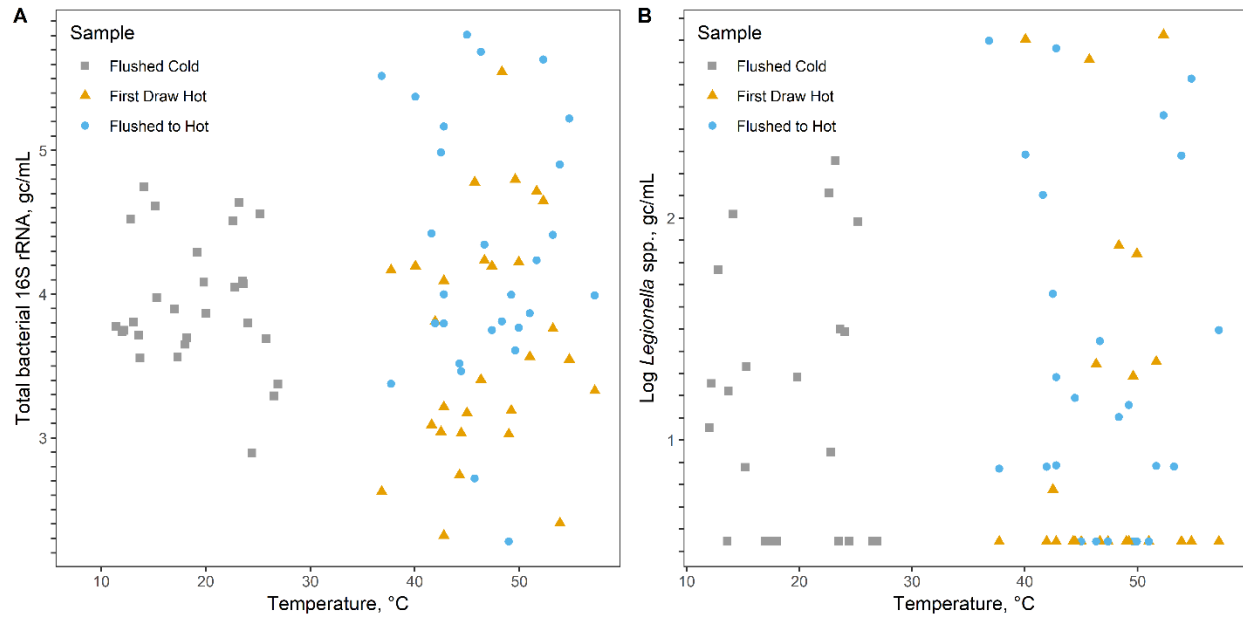 A
Sample
Flushed Cold
First Draw Hot
Flushed to Hot
Total bacterial 16S rRNA, gc/mL
5
4
3
10 20 30 40 50
Temperature, °C
B
Sample
Flushed Cold
First Draw Hot
Flushed to Hot
Log Legionella spp., gc/mL
2
1
10 20 30 40 50
Temperature, °C